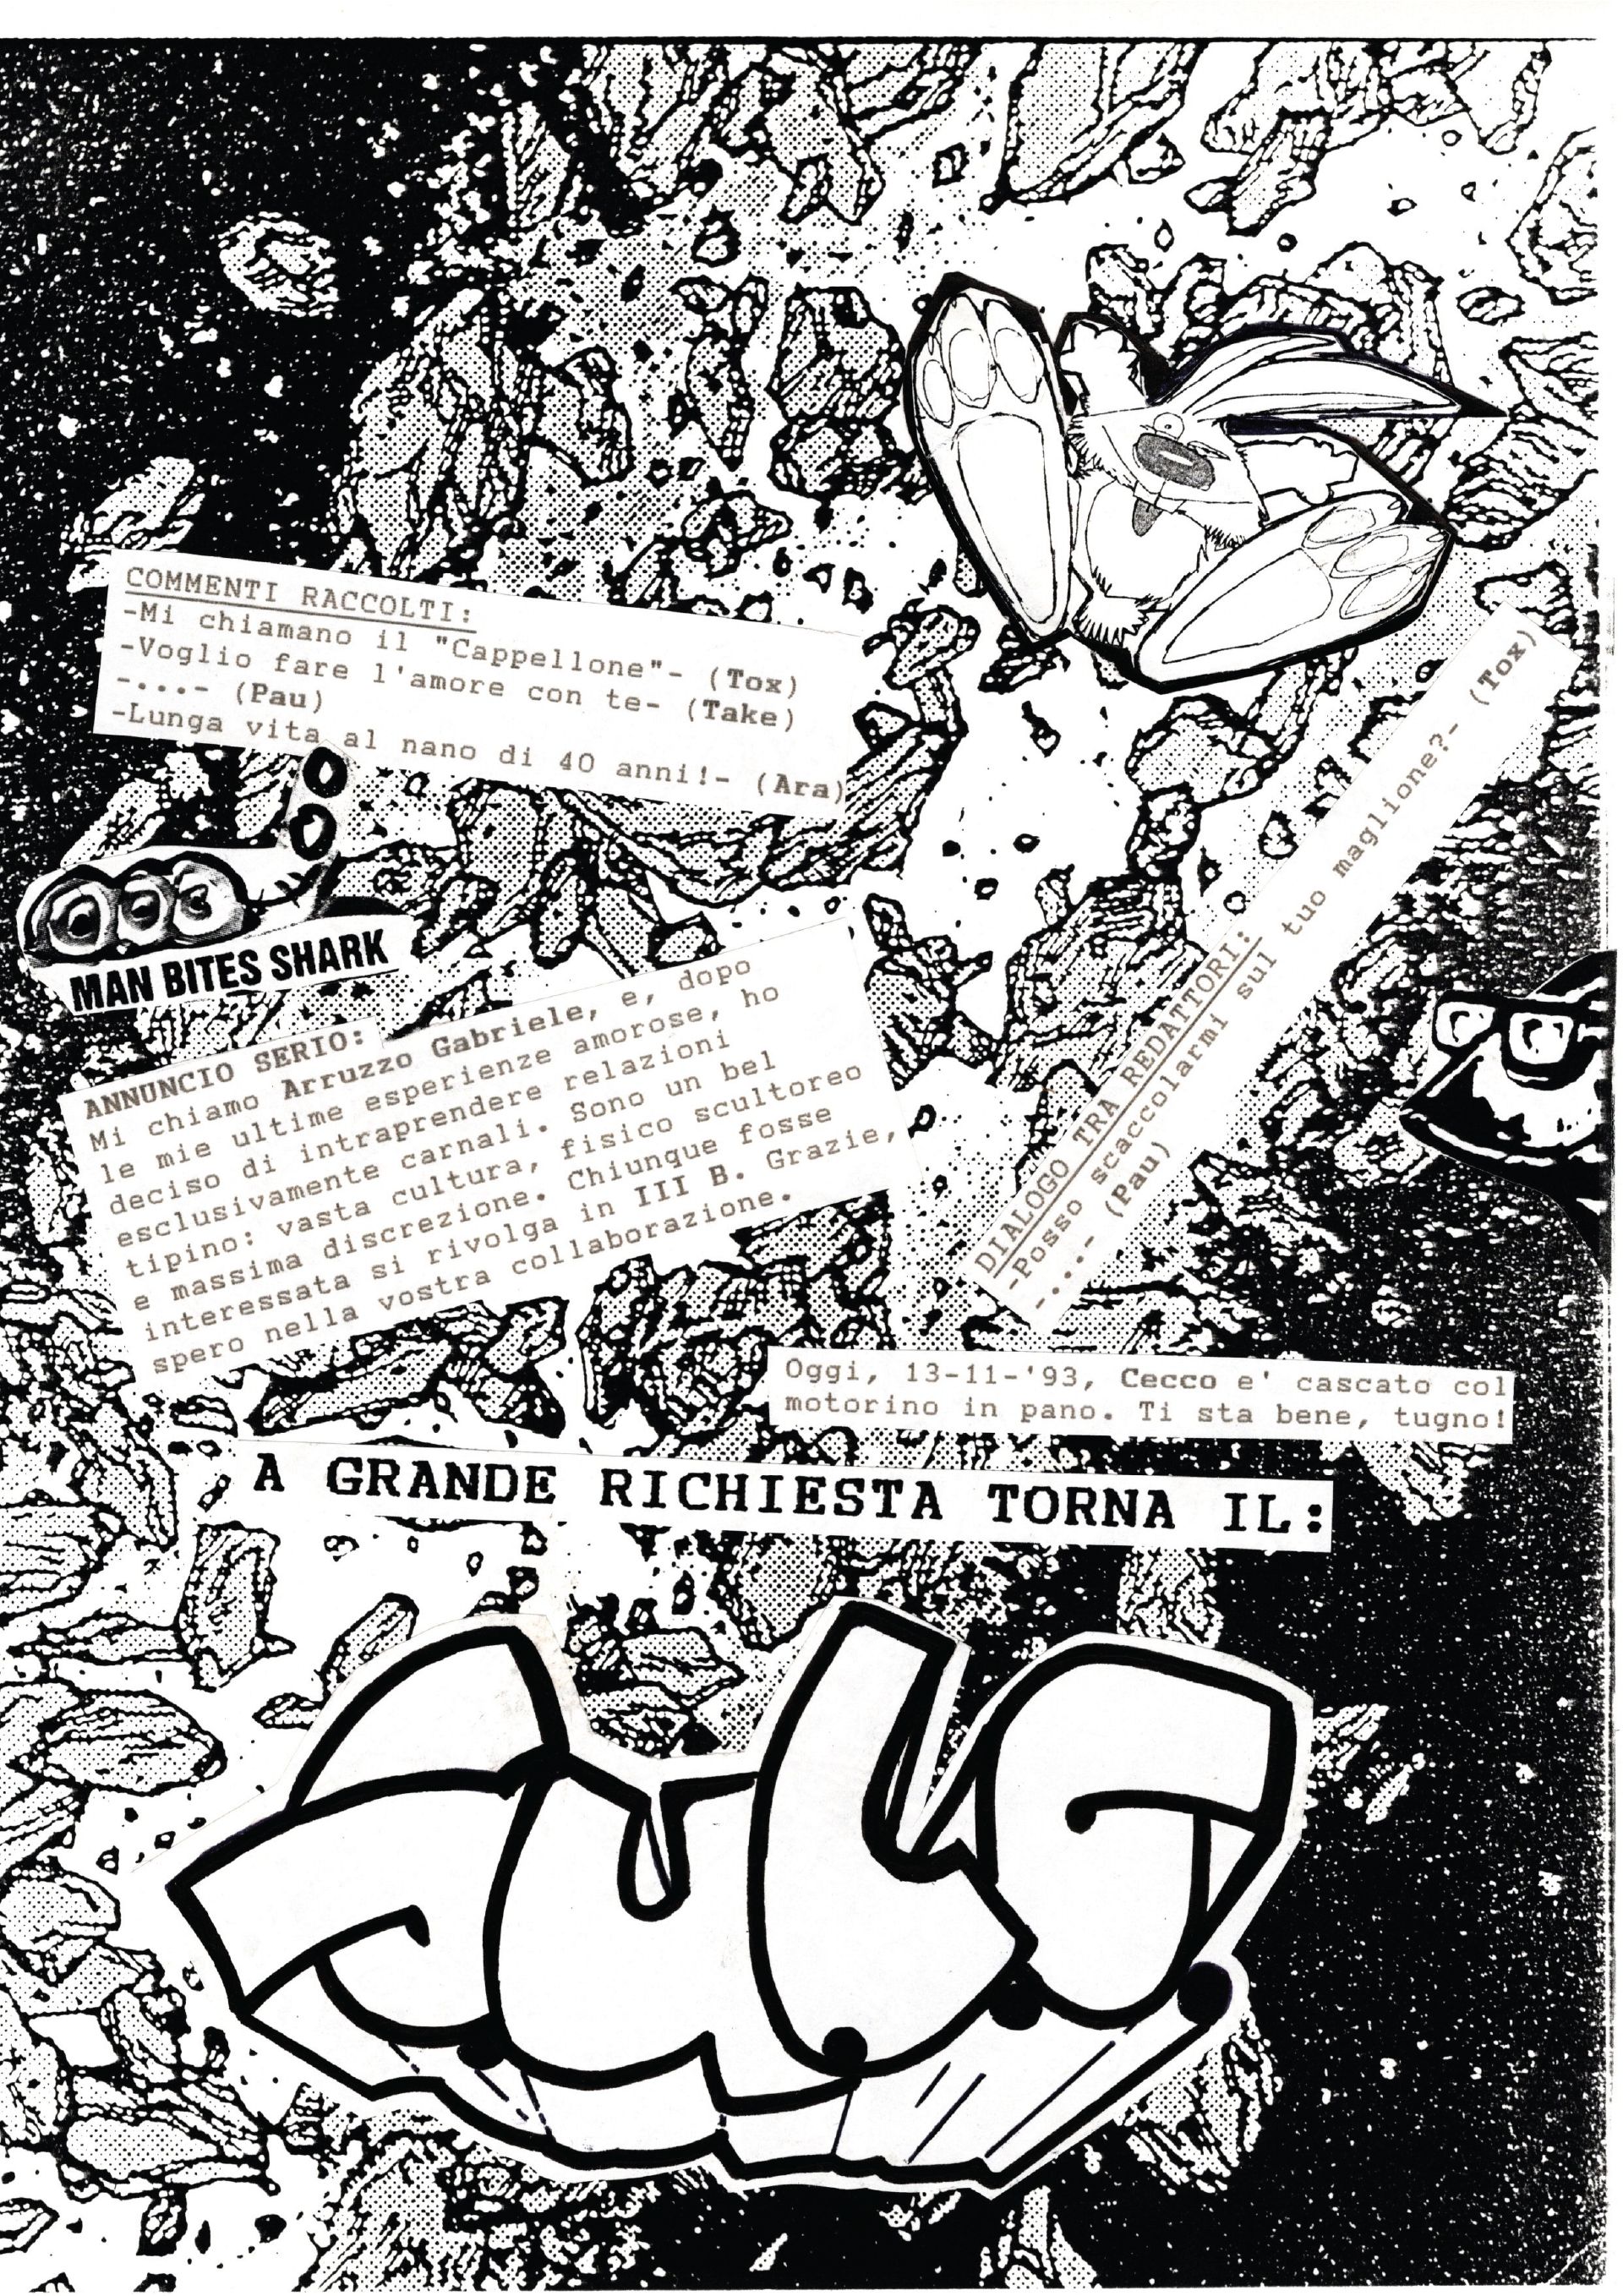 COMMENTI RACCOLTI:
-Mi chiamano il "Cappellone"- (Tox)
-Voglio fare l'amore con te- (Take)
-...- (Pau)
-Lunga vita al nano di 40 anni!- (Ara)
MAN BITES SHARK
ANNUNCIO SERIO:
Mi chiamo Arruzzo Gabriele, e, dopo
le mie ultime esperienze amorose, ho
deciso di intraprendere relazioni
esclusivamente carnali. Sono un bel
tipino: vasta cultura, fisico scultoreo
e massima discrezione. Chiunque fosse
interessata si rivolga in III B. Grazie,
spero nella vostra collaborazione.
DIALOGO TRA REDATTORI:
-Posso scaccolarmi sul tuo maglione?- (Tox)
-...- (Pau)
Oggi, 13-11-'93, Cecco e' cascato col
motorino in pano. Ti sta bene, tugno!
A GRANDE RICHIESTA TORNA IL: